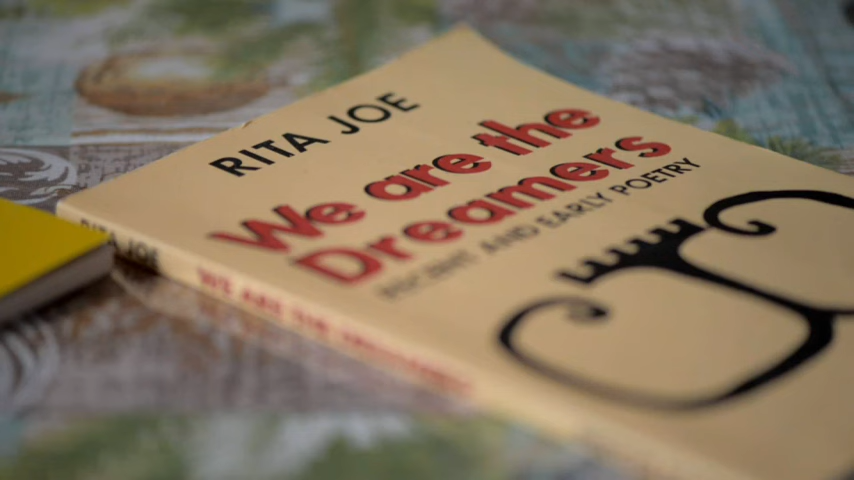 RITA JOE
We are the
Dreamers
RECENT AND EARLY POETRY
RITA JOE
WE ARE THE DREAMERS